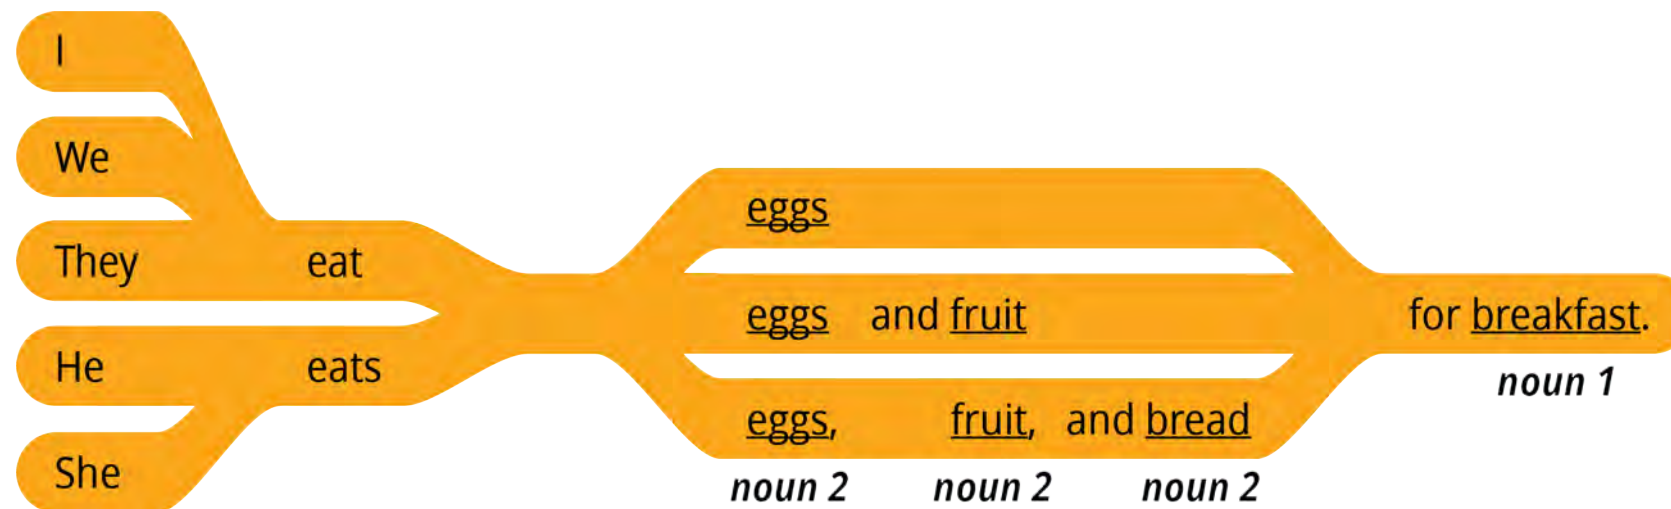 I
We
eggs
They eat
eggs and fruit for breakfast.
He eats
noun 1
eggs, fruit, and bread
She
noun 2 noun 2 noun 2